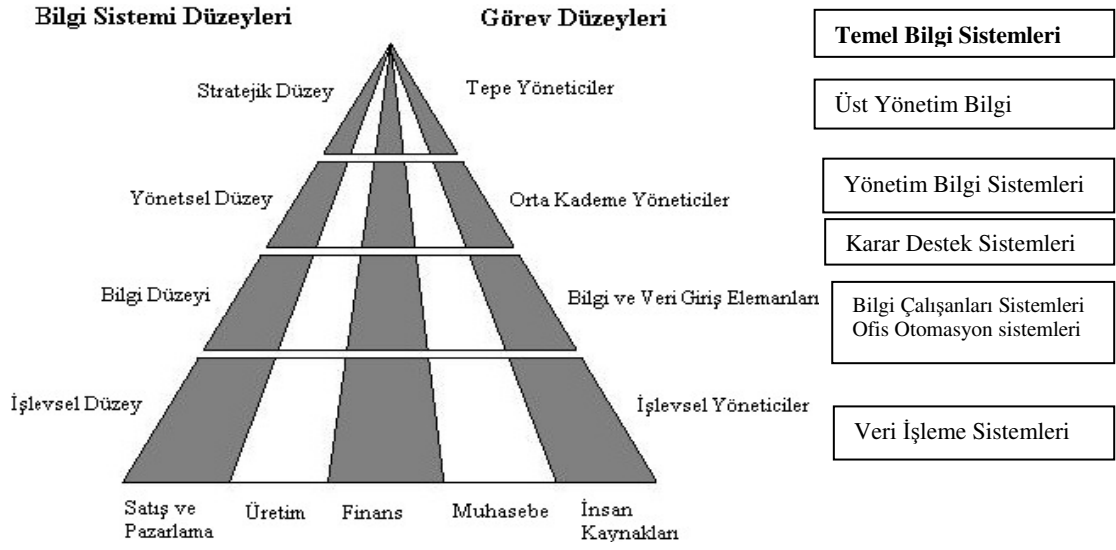 Bilgi Sistemi Düzeyleri
Görev Düzeyleri
Temel Bilgi Sistemleri
Stratejik Düzey
Tepe Yöneticiler
Üst Yönetim Bilgi
Yönetsel Düzey
Orta Kademe Yöneticiler
Yönetim Bilgi Sistemleri
Karar Destek Sistemleri
Bilgi Düzeyi
Bilgi ve Veri Giriş Elemanları
Bilgi Çalışanları Sistemleri
Ofis Otomasyon sistemleri
İşlevsel Düzey
İşlevsel Yöneticiler
Veri İşleme Sistemleri
Satış ve
Pazarlama
Üretim
Finans
Muhasebe
İnsan
Kaynakları